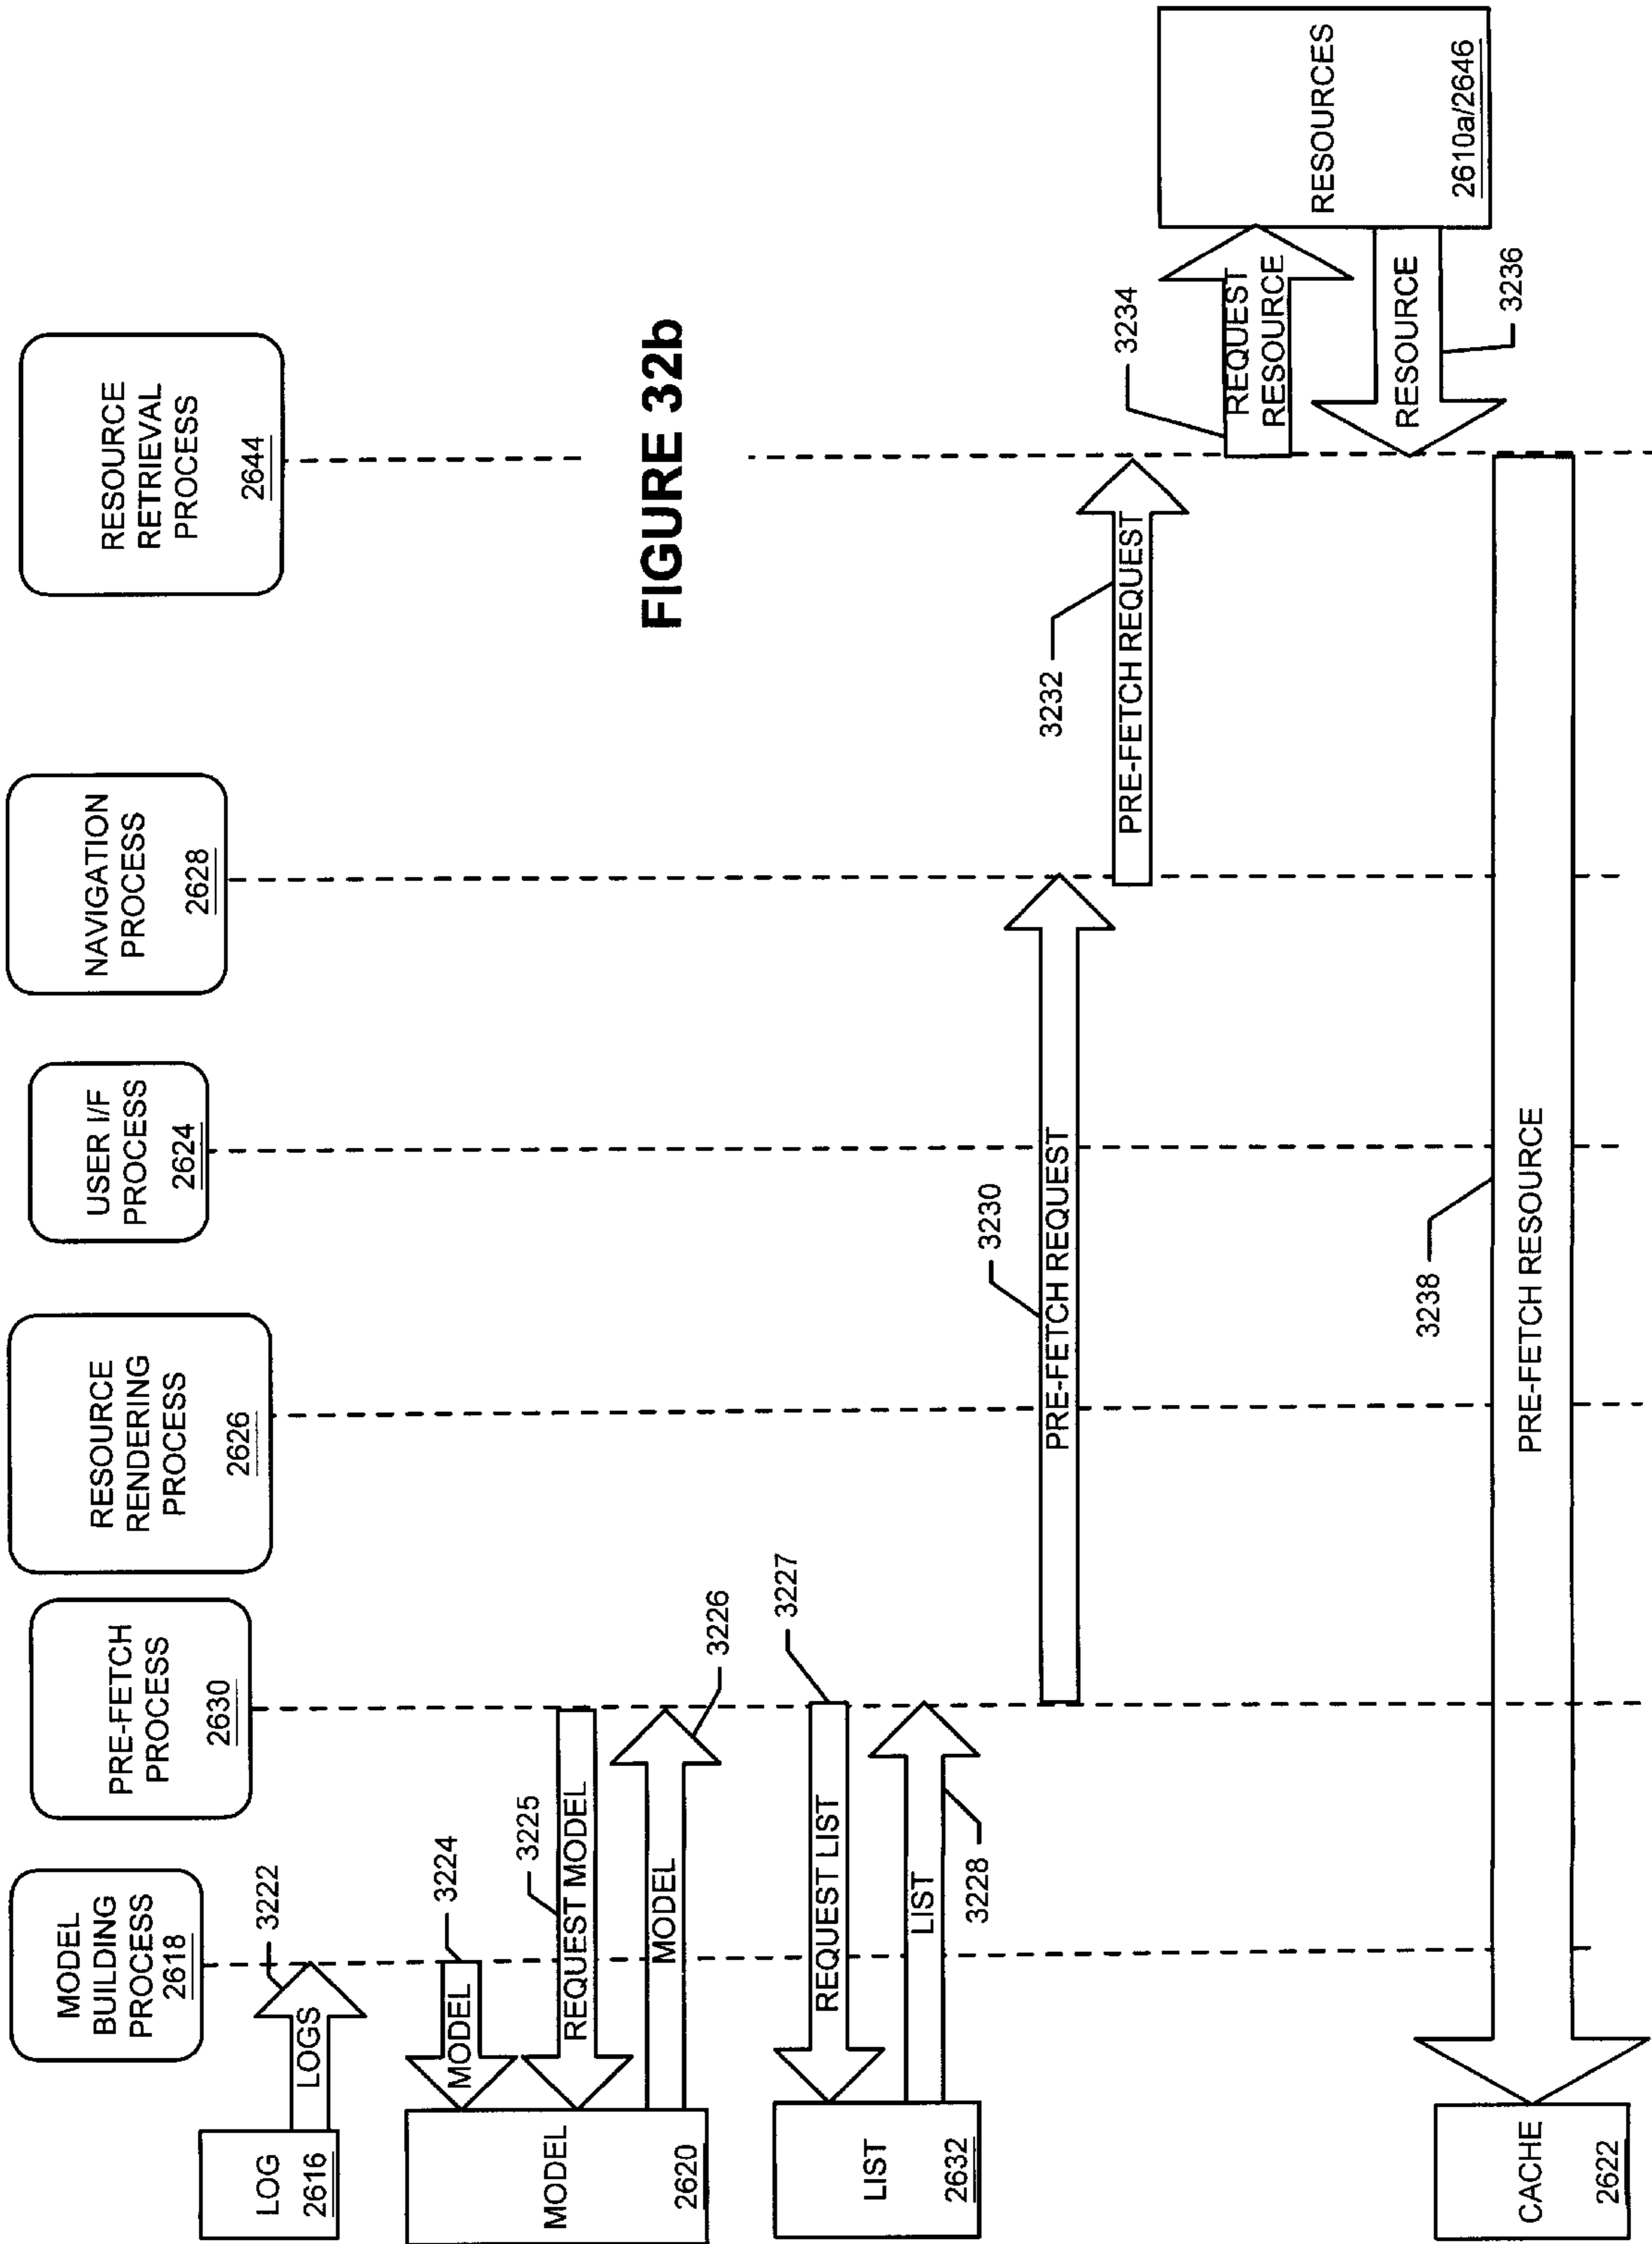 MODEL
BUILDING
PROCESS
2618
PRE-FETCH
PROCESS
2630
RESOURCE
RENDERING
PROCESS
2626
USER I/F
PROCESS
2624
NAVIGATION
PROCESS
2628
RESOURCE
RETRIEVAL
PROCESS
2644
LOG
2616
LOGS
3222
MODEL
2620
MODEL
3224
REQUEST MODEL
3225
MODEL
3226
LIST
2632
REQUEST LIST
3227
LIST
3228
FIGURE 32b
PRE-FETCH REQUEST
3230
PRE-FETCH REQUEST
3232
REQUEST
RESOURCE
3234
RESOURCE
3236
RESOURCES
2610a/2646
CACHE
2622
PRE-FETCH RESOURCE
3238